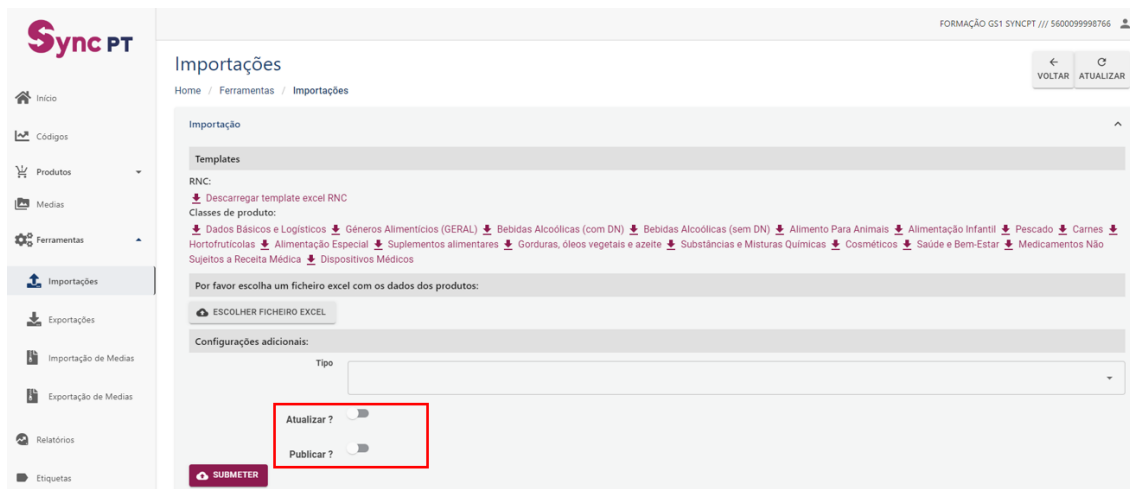 Sync PT
FORMAÇÃO GS1 SYNCPT /// 5600099998766
Importações
VOLTAR
ATUALIZAR
Home / Ferramentas / Importações
Início
Códigos
Produtos
Medias
Ferramentas
Importações
Exportações
Importação de Medias
Exportação de Medias
Relatórios
Etiquetas
Importação
Templates
RNC:
Descarregar template excel RNC
Classes de produto:
Dados Básicos e Logísticos Géneros Alimentícios (GERAL) Bebidas Alcoólicas (com DN) Bebidas Alcoólicas (sem DN) Alimento Para Animais Alimentação Infantil Pescado Carnes
Hortofrutícolas Alimentação Especial Suplementos alimentares Gorduras, óleos vegetais e azeite Substâncias e Misturas Químicas Cosméticos Saúde e Bem-Estar Medicamentos Não
Sujeitos a Receita Médica Dispositivos Médicos
Por favor escolha um ficheiro excel com os dados dos produtos:
ESCOLHER FICHEIRO EXCEL
Configurações adicionais:
Tipo
Atualizar ?
Publicar ?
SUBMETER